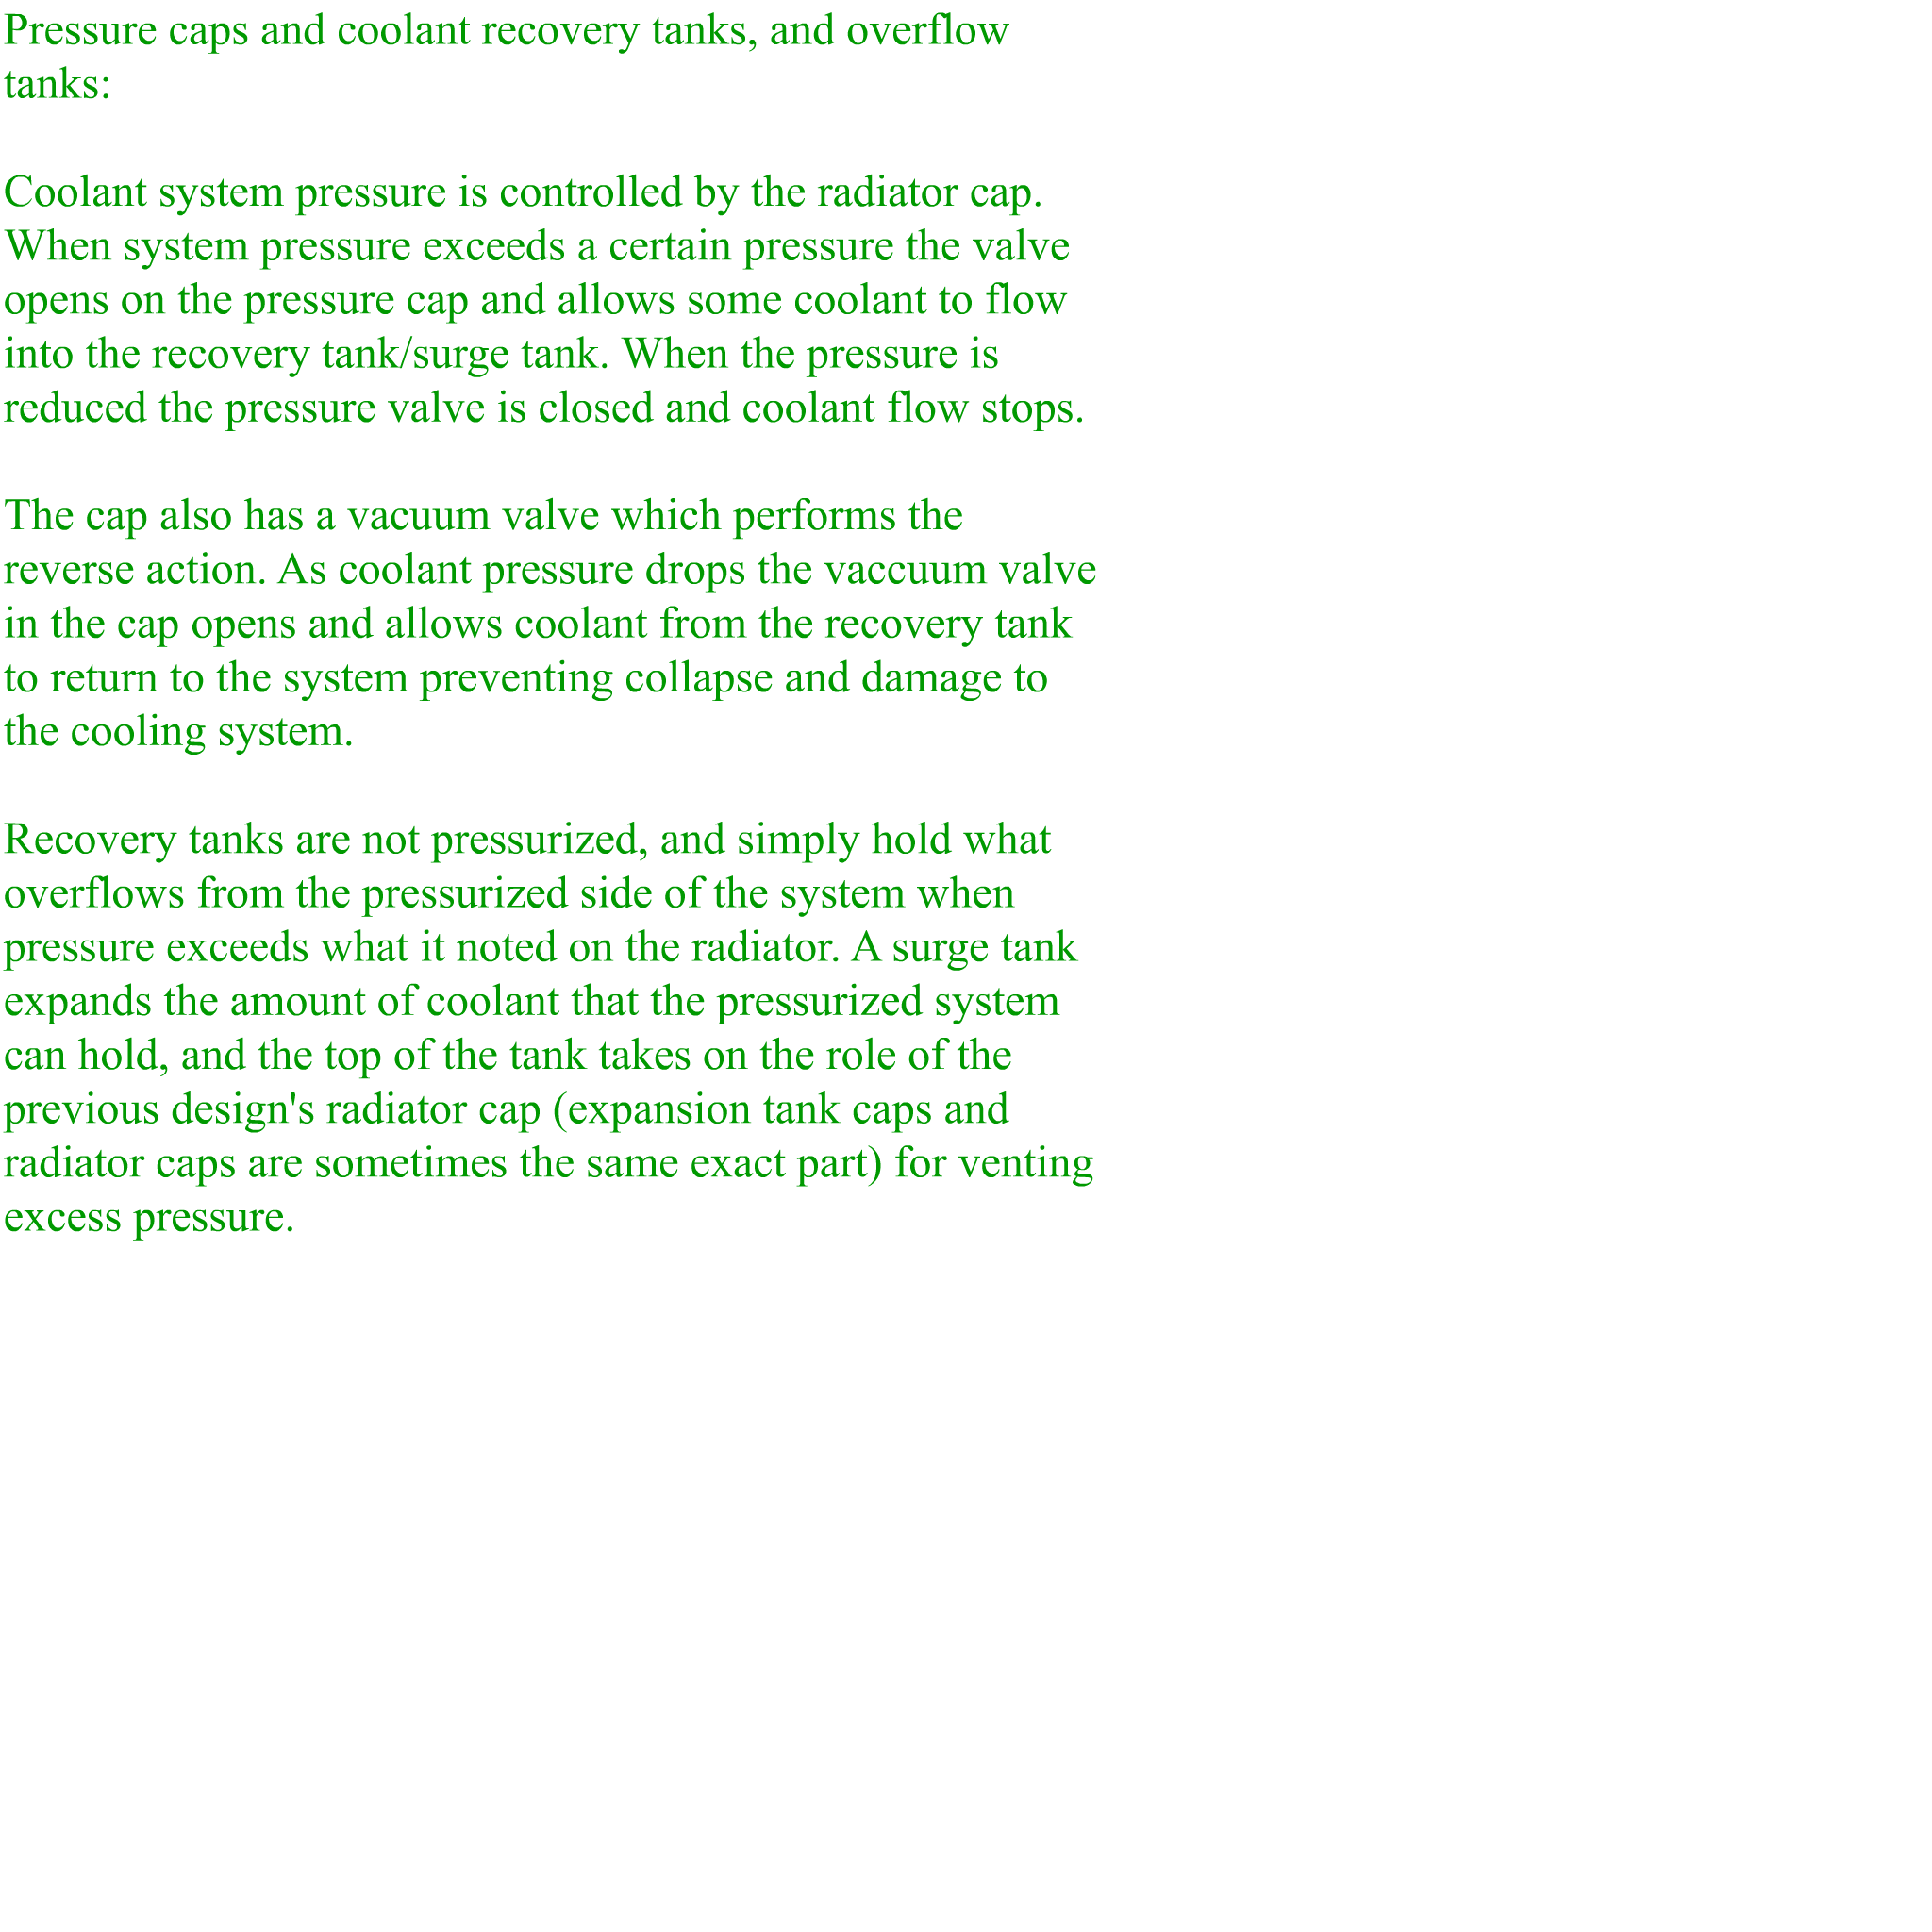 Pressure caps and coolant recovery tanks, and overflow
tanks:
Coolant system pressure is controlled by the radiator cap.
When system pressure exceeds a certain pressure the valve
opens on the pressure cap and allows some coolant to flow
into the recovery tank/surge tank. When the pressure is
reduced the pressure valve is closed and coolant flow stops.
The cap also has a vacuum valve which performs the
reverse action. As coolant pressure drops the vaccuum valve
in the cap opens and allows coolant from the recovery tank
to return to the system preventing collapse and damage to
the cooling system.
Recovery tanks are not pressurized, and simply hold what
overflows from the pressurized side of the system when
pressure exceeds what it noted on the radiator. A surge tank
expands the amount of coolant that the pressurized system
can hold, and the top of the tank takes on the role of the
previous design's radiator cap (expansion tank caps and
radiator caps are sometimes the same exact part) for venting
excess pressure.